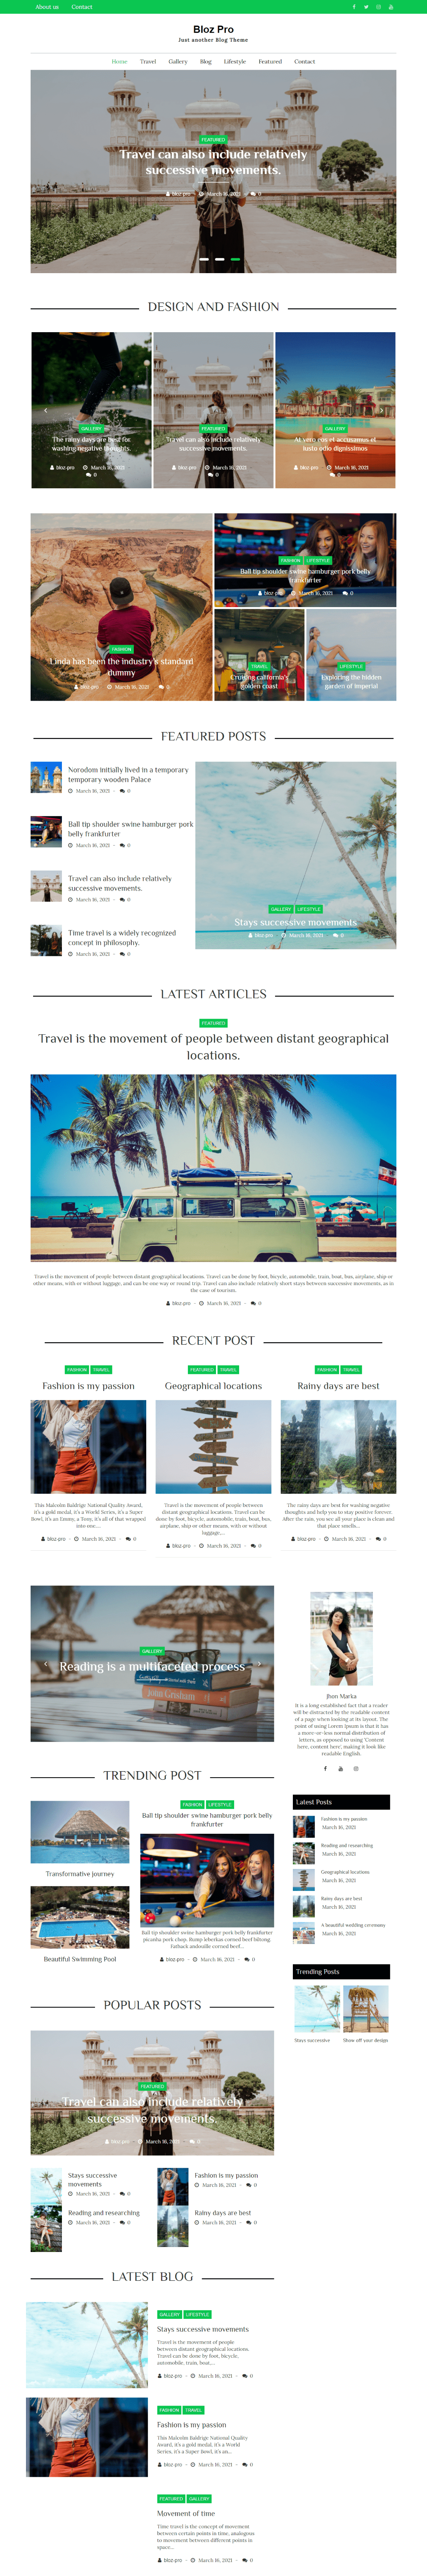 About us Contact
Bloz Pro
Just another Blog Theme
Home Travel Gallery Blog Lifestyle Featured Contact
FEATURED
Travel can also include relatively
successive movements.
bloz-pro March 16, 2021 0
DESIGN AND FASHION
GALLERY
The rainy days are best for
washing negative thoughts.
bloz-pro March 16, 2021
0
FEATURED
Travel can also include relatively
successive movements.
bloz-pro March 16, 2021
0
GALLERY
At vero eos et accusamus et
iusto odio dignissimos
bloz-pro March 16, 2021
0
FASHION
Linda has been the industry's standard
dummy
bloz-pro March 16, 2021 0
FASHION LIFESTYLE
Ball tip shoulder swine hamburger pork belly
frankfurter
bloz-pro March 16, 2021 0
TRAVEL
Cruising california's
golden coast
LIFESTYLE
Exploring the hidden
garden of imperial
FEATURED POSTS
Norodom initially lived in a temporary
temporary wooden Palace
March 16, 2021 - 0
Ball tip shoulder swine hamburger pork
belly frankfurter
March 16, 2021 - 0
Travel can also include relatively
successive movements.
March 16, 2021 - 0
Time travel is a widely recognized
concept in philosophy.
March 16, 2021 - 0
GALLERY LIFESTYLE
Stays successive movements
bloz-pro March 16, 2021 0
LATEST ARTICLES
FEATURED
Travel is the movement of people between distant geographical
locations.
Travel is the movement of people between distant geographical locations. Travel can be done by foot, bicycle, automobile, train, boat, bus, airplane, ship or
other means, with or without luggage, and can be one way or round trip. Travel can also include relatively short stays between successive movements, as in
the case of tourism.
bloz-pro - March 16, 2021 - 0
RECENT POST
FASHION TRAVEL
Fashion is my passion
This Malcolm Baldrige National Quality Award,
it's a gold medal, it's a World Series, it's a Super
Bowl, it's an Emmy, a Tony, it's all of that wrapped
into one....
bloz-pro - March 16, 2021 - 0
FEATURED TRAVEL
Geographical locations
Travel is the movement of people between
distant geographical locations. Travel can be
done by foot, bicycle, automobile, train, boat, bus,
airplane, ship or other means, with or without
luggage,...
bloz-pro - March 16, 2021 - 0
FASHION TRAVEL
Rainy days are best
The rainy days are best for washing negative
thoughts and help you to stay positive forever.
After the rain, you see all your place is clean and
that place smells...
bloz-pro - March 16, 2021 - 0
GALLERY
Reading is a multifaceted process
John Grisham
Jhon Marka
It is a long established fact that a reader
will be distracted by the readable content
of a page when looking at its layout. The
point of using Lorem Ipsum is that it has
a more-or-less normal distribution of
letters, as opposed to using 'Content
here, content here', making it look like
readable English.
TRENDING POST
Transformative journey
Beautiful Swimming Pool
FASHION LIFESTYLE
Ball tip shoulder swine hamburger pork belly
frankfurter
Ball tip shoulder swine hamburger pork belly frankfurter
picanha pork chop. Rump leberkas corned beef biltong
fatback andouille corned beef...
bloz-pro - March 16, 2021 - 0
Latest Posts
Fashion is my passion
March 16, 2021
Reading and researching
March 16, 2021
Geographical locations
March 16, 2021
Rainy days are best
March 16, 2021
A beautiful wedding ceremony
March 16, 2021
Trending Posts
Stays successive
Show off your design
POPULAR POSTS
FEATURED
Travel can also include relatively
successive movements.
bloz-pro March 16, 2021 0
Stays successive
movements
March 16, 2021 - 0
Fashion is my passion
March 16, 2021 - 0
Reading and researching
March 16, 2021 - 0
Rainy days are best
March 16, 2021 - 0
LATEST BLOG
GALLERY LIFESTYLE
Stays successive movements
Travel is the movement of people
between distant geographical locations.
Travel can be done by foot, bicycle,
automobile, train, boat,...
bloz-pro - March 16, 2021 - 0
FASHION TRAVEL
Fashion is my passion
This Malcolm Baldrige National Quality
Award, it's a gold medal, it's a World
Series, it's a Super Bowl, it's an...
bloz-pro - March 16, 2021 - 0
FEATURED GALLERY
Movement of time
Time travel is the concept of movement
between certain points in time, analogous
to movement between different points in
space...
bloz-pro - March 16, 2021 - 0